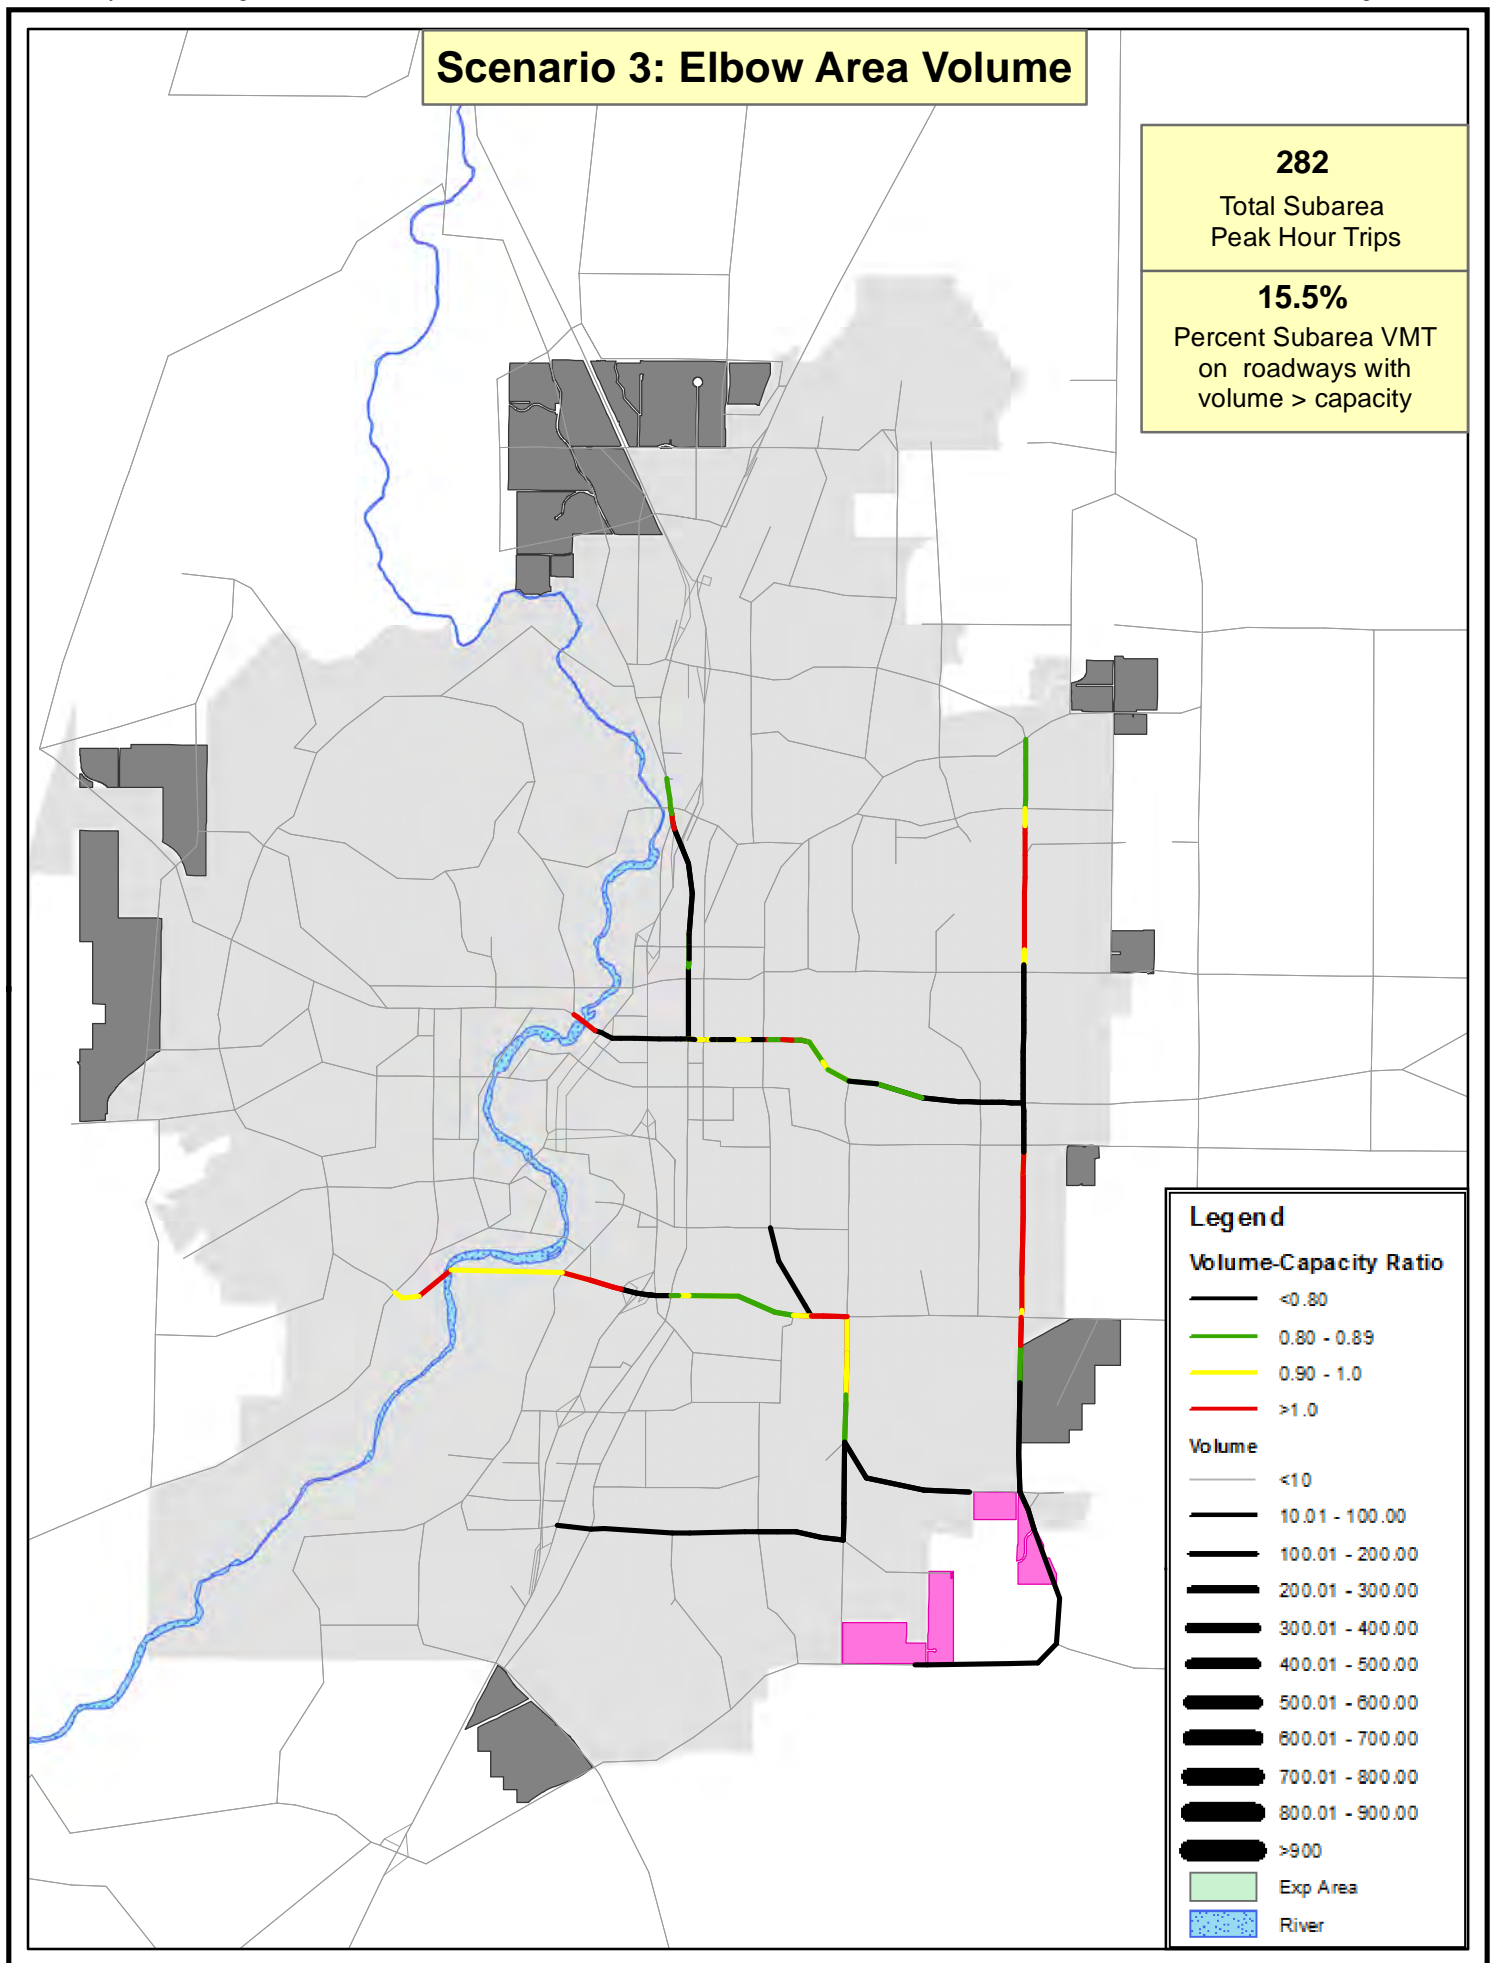 Scenario 3: Elbow Area Volume
282
Total Subarea
Peak Hour Trips
15.5%
Percent Subarea VMT
on roadways with
volume > capacity
Legend
Volume-Capacity Ratio
<0.80
0.80 - 0.89
0.90 - 1.0
>1.0
Volume
<10
10.01 - 100.00
100.01 - 200.00
200.01 - 300.00
300.01 - 400.00
400.01 - 500.00
500.01 - 600.00
600.01 - 700.00
700.01 - 800.00
800.01 - 900.00
>900
Exp Area
River